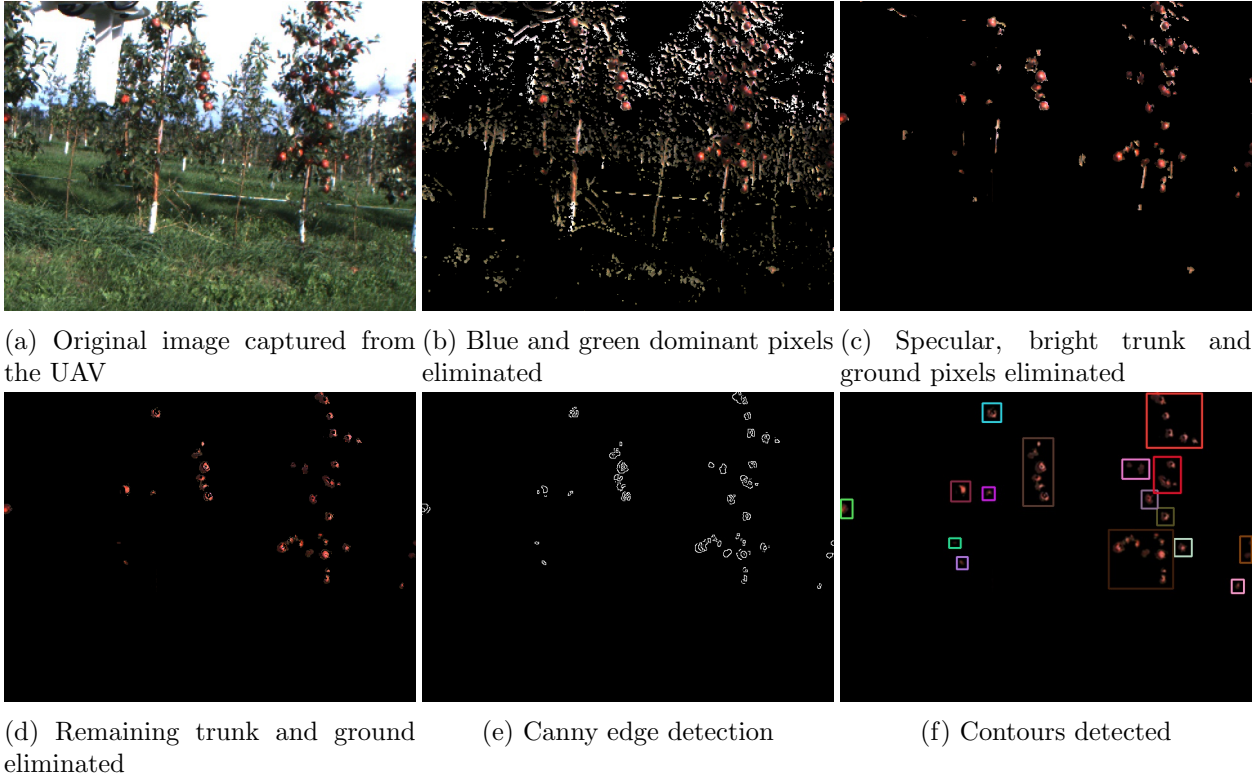 (a) Original image captured from
the UAV
(b) Blue and green dominant pixels
eliminated
(c) Specular, bright trunk and
ground pixels eliminated
(d) Remaining trunk and ground
eliminated
(e) Canny edge detection
(f) Contours detected